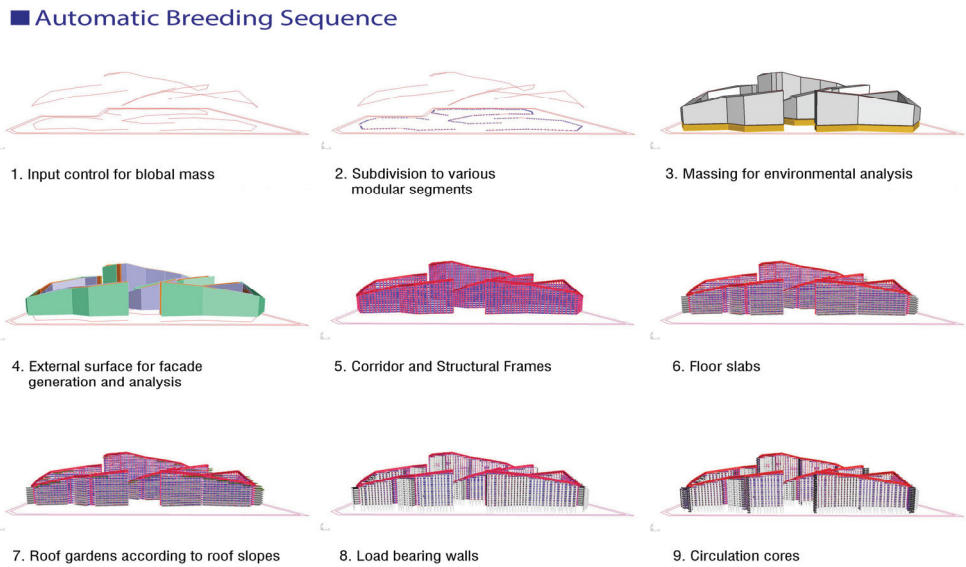 Automatic Breeding Sequence
1. Input control for blobal mass
2. Subdivision to various
modular segments
3. Massing for environmental analysis
4. External surface for facade
generation and analysis
5. Corridor and Structural Frames
6. Floor slabs
7. Roof gardens according to roof slopes
8. Load bearing walls
9. Circulation cores